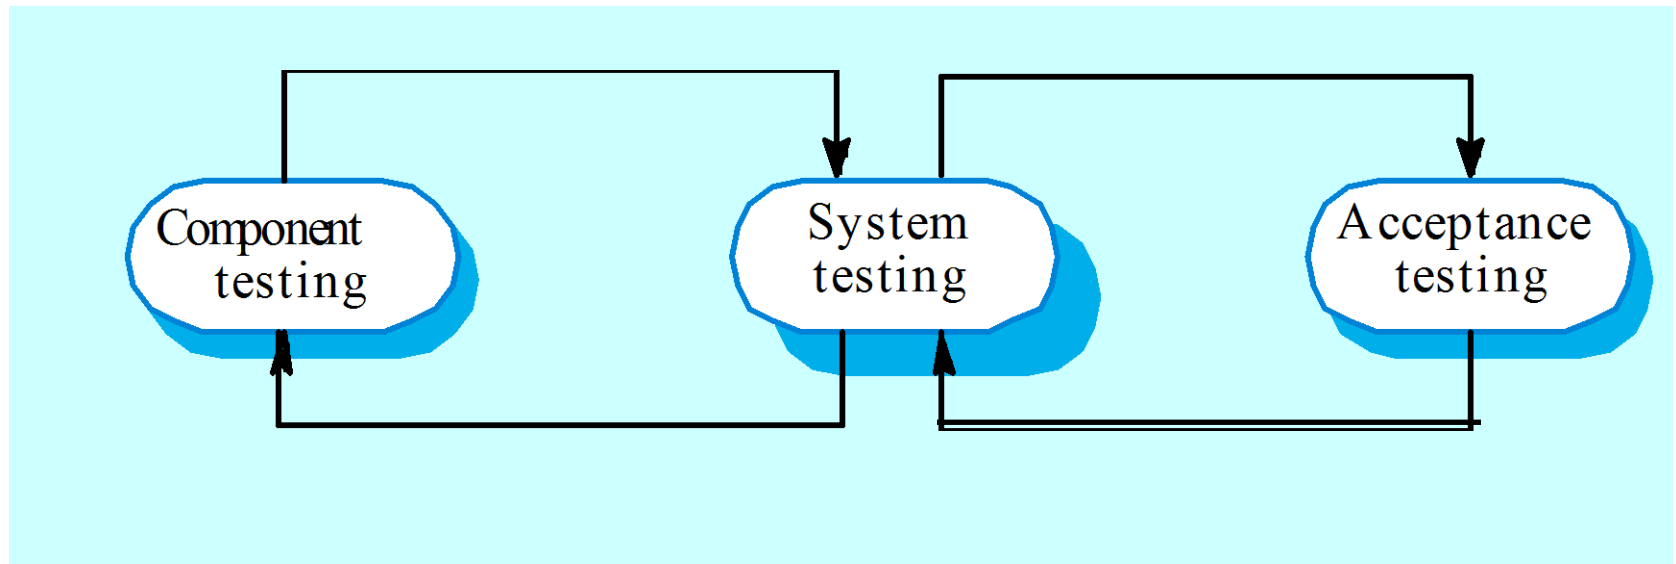 Component
testing
System
testing
Acceptance
testing